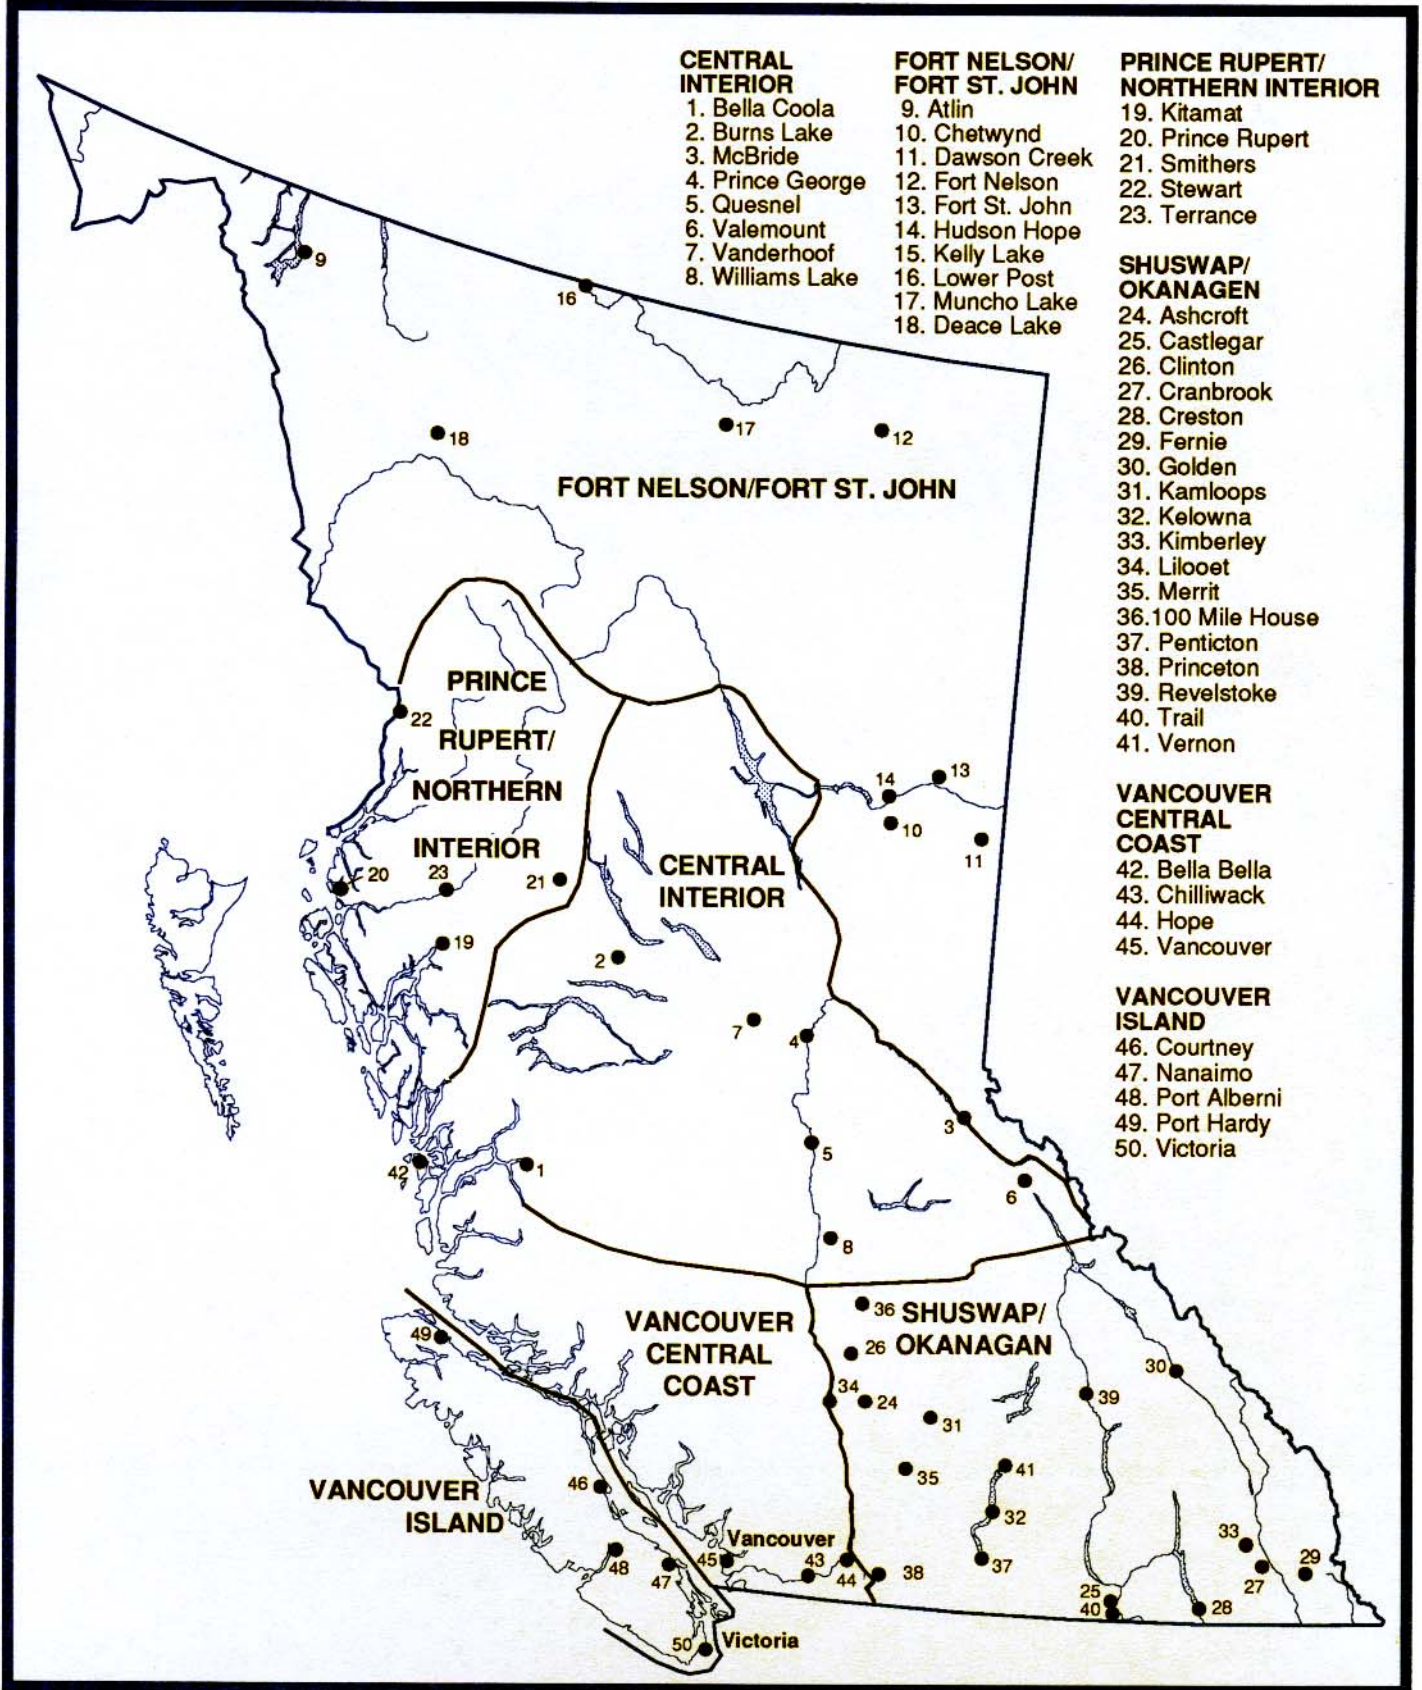 CENTRAL
INTERIOR
1. Bella Coola
2. Burns Lake
3. McBride
4. Prince George
5. Quesnel
6. Valemount
7. Vanderhoof
8. Williams Lake
FORT NELSON/
FORT ST. JOHN
9. Atlin
10. Chetwynd
11. Dawson Creek
12. Fort Nelson
13. Fort St. John
14. Hudson Hope
15. Kelly Lake
16. Lower Post
17. Muncho Lake
18. Deace Lake
PRINCE RUPERT/
NORTHERN INTERIOR
19. Kitamat
20. Prince Rupert
21. Smithers
22. Stewart
23. Terrance
SHUSWAP/
OKANAGEN
24. Ashcroft
25. Castlegar
26. Clinton
27. Cranbrook
28. Creston
29. Fernie
30. Golden
31. Kamloops
32. Kelowna
33. Kimberley
34. Lilooet
35. Merrit
36.100 Mile House
37. Penticton
38. Princeton
39. Revelstoke
40. Trail
41. Vernon
VANCOUVER
CENTRAL
COAST
42. Bella Bella
43. Chilliwack
44. Hope
45. Vancouver
VANCOUVER
ISLAND
46. Courtney
47. Nanaimo
48. Port Alberni
49. Port Hardy
50. Victoria
9
16
18
17
12
FORT NELSON/FORT ST. JOHN
PRINCE
22
RUPERT/
NORTHERN
INTERIOR
14
13
10
11
20
23
21
CENTRAL
INTERIOR
19
2
7
4
3
5
42
1
6
8
VANCOUVER
CENTRAL
COAST
36
SHUSWAP/
OKANAGAN
49
26
34
24
30
39
31
41
35
46
VANCOUVER
ISLAND
32
Vancouver
33
48
47
45
43
44
38
37
27
29
25
40
28
50
Victoria